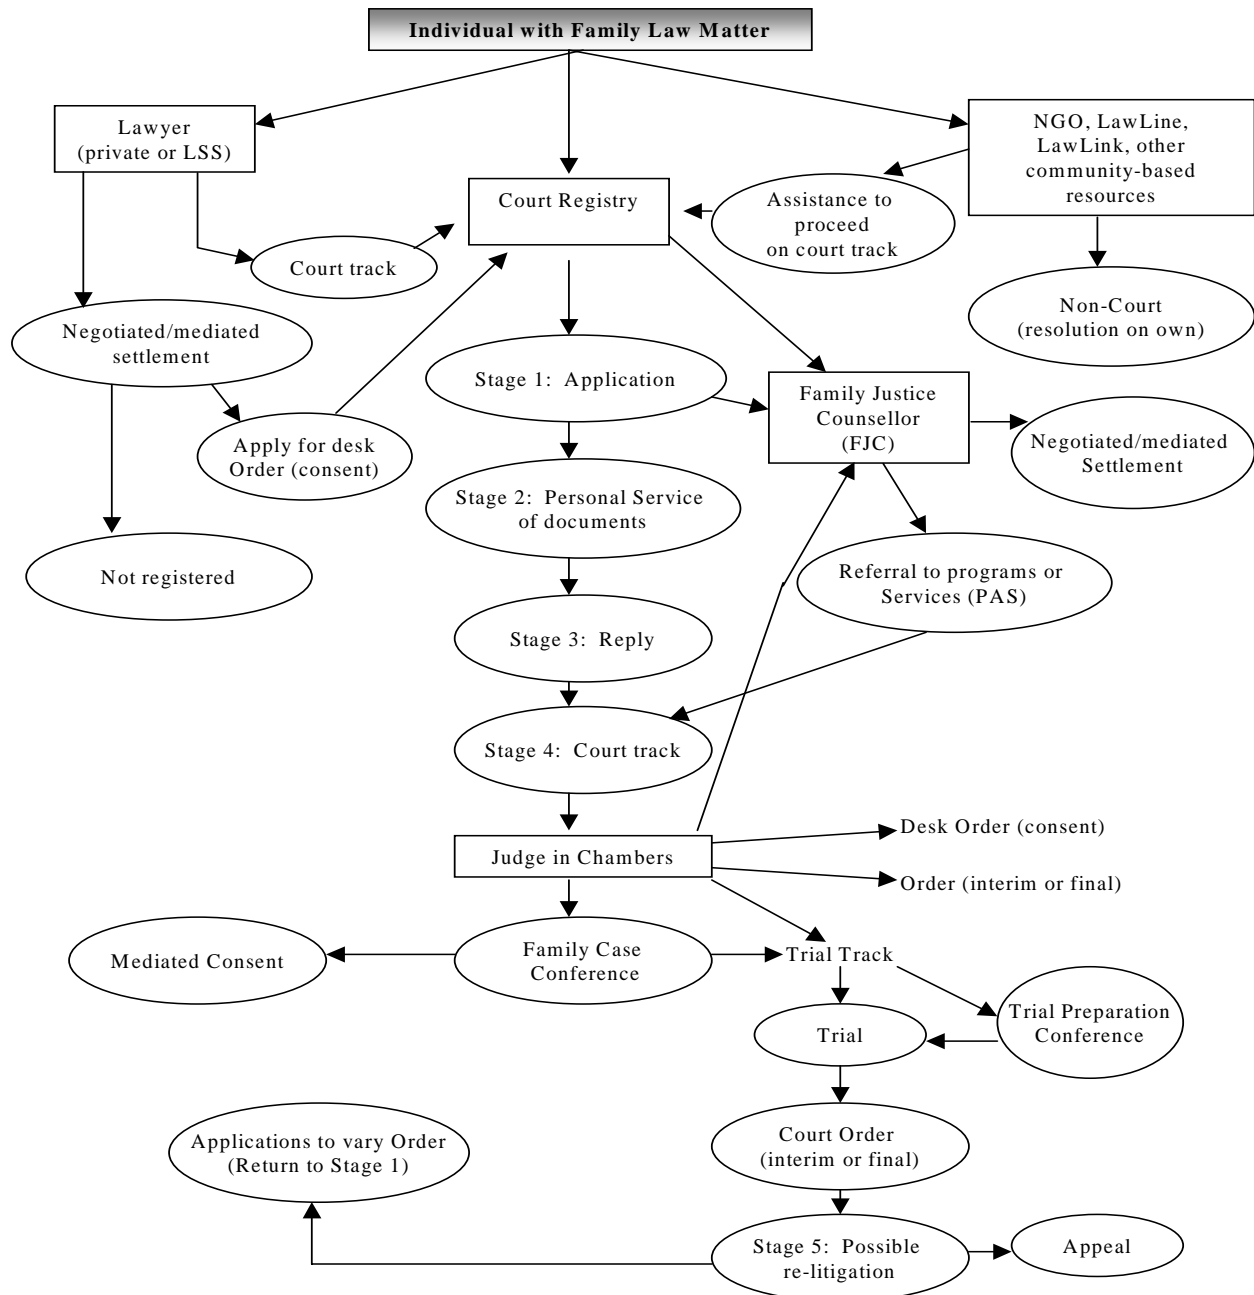 Individual with Family Law Matter
Lawyer
(private or LSS)
NGO, LawLine,
LawLink, other
community-based
resources
Court Registry
Assistance to
proceed
on court track
Court track
Non-Court
(resolution on own)
Negotiated/mediated
settlement
Stage 1: Application
Family Justice
Counsellor
(FJC)
Apply for desk
Order (consent)
Negotiated/mediated
Settlement
Stage 2: Personal Service
of documents
Not registered
Referral to programs or
Services (PAS)
Stage 3: Reply
Stage 4: Court track
Desk Order (consent)
Judge in Chambers
Order (interim or final)
Mediated Consent
Family Case
Conference
Trial Track
Trial Preparation
Conference
Trial
Applications to vary Order
(Return to Stage 1)
Court Order
(interim or final)
Stage 5: Possible
re-litigation
Appeal